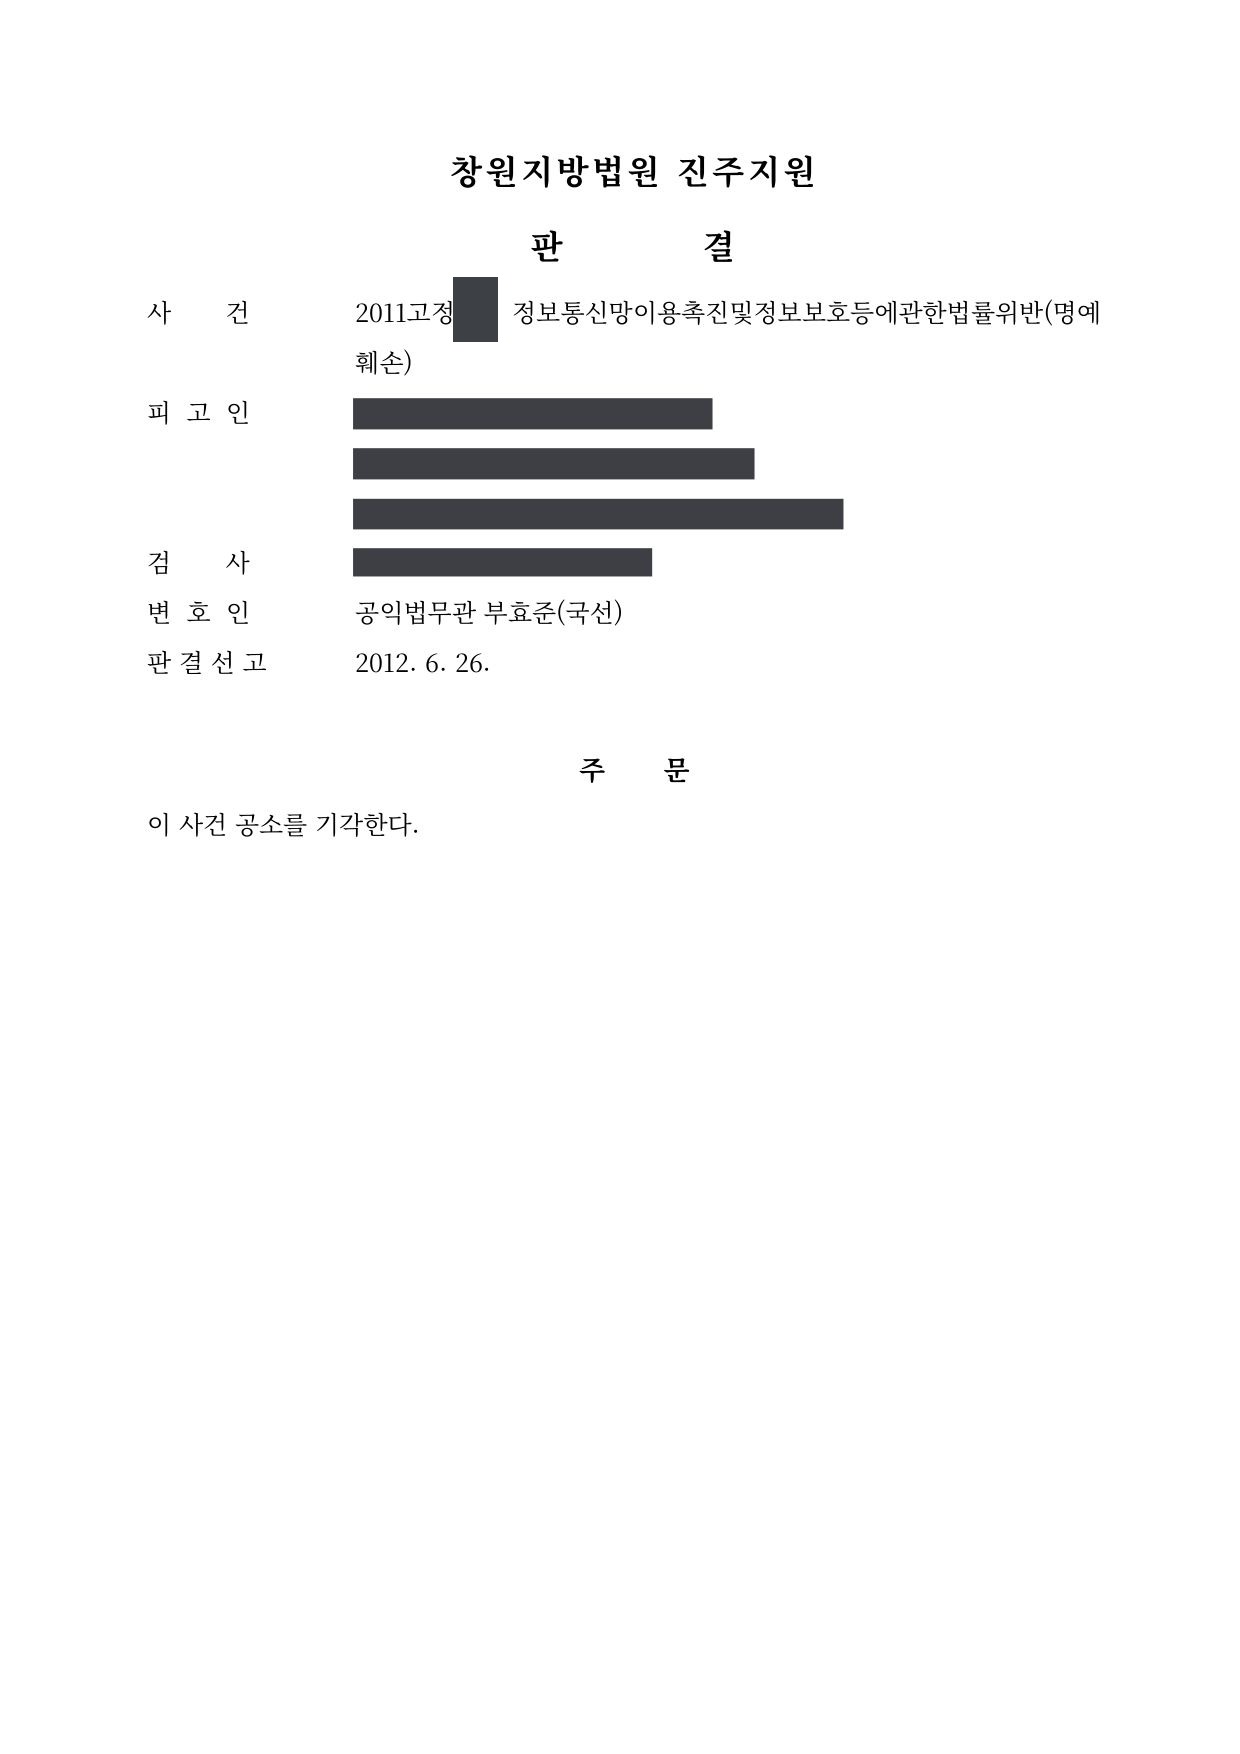 창원지방법원 진주지원
판 결
사 건 2011고정 정보통신망이용촉진및정보보호등에관한법률위반(명예
훼손)
피 고 인
검 사
변 호 인 공익법무관 부효준(국선)
판 결 선 고 2012. 6. 26.
주 문
이 사건 공소를 기각한다.